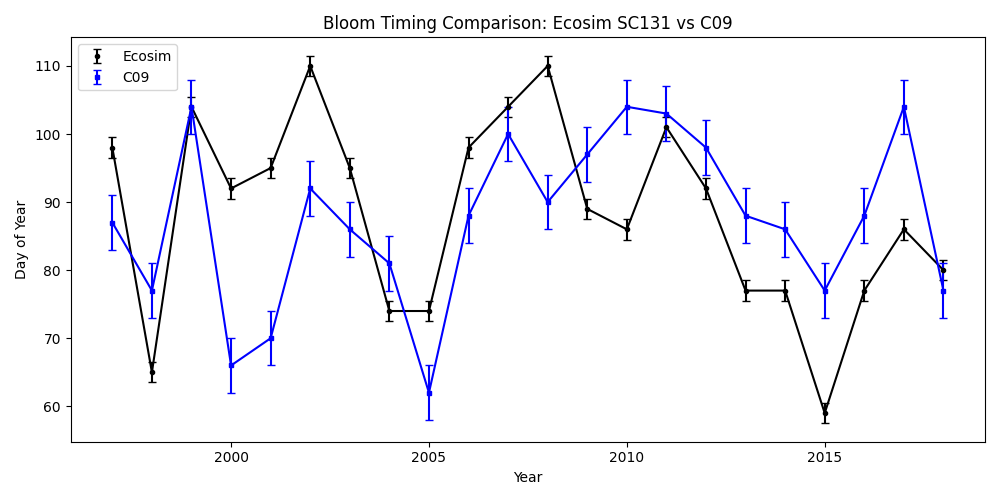 Bloom Timing Comparison: Ecosim SC131 vs C09
Ecosim
C09
110
100
90
80
70
60
Day of Year
2000
2005
2010
2015
Year